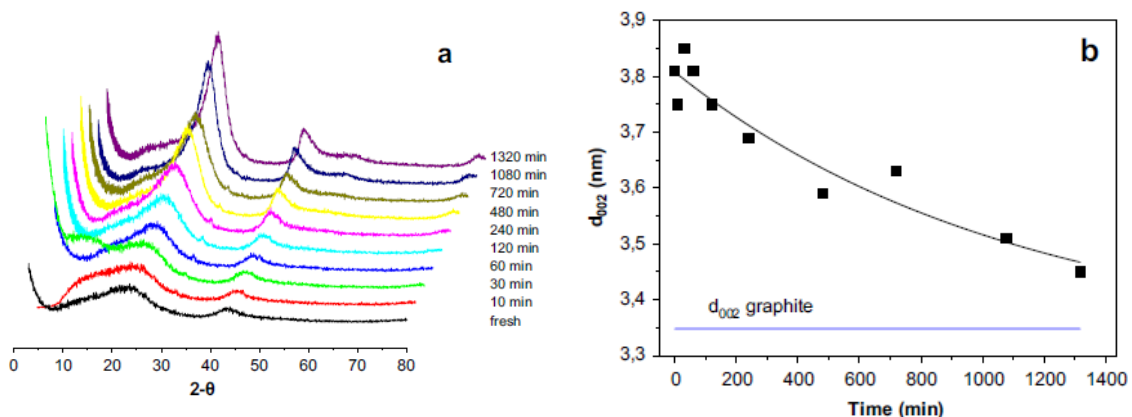 a
1320 min
1080 min
720 min
480 min
240 min
120 min
60 min
30 min
10 min
fresh
0 10 20 30 40 50 60 70 80
2-θ
b
3,9
3,8
3,7
3,6
3,5
3,4
3,3
d002 (nm)
d002 graphite
0 200 400 600 800 1000 1200 1400
Time (min)